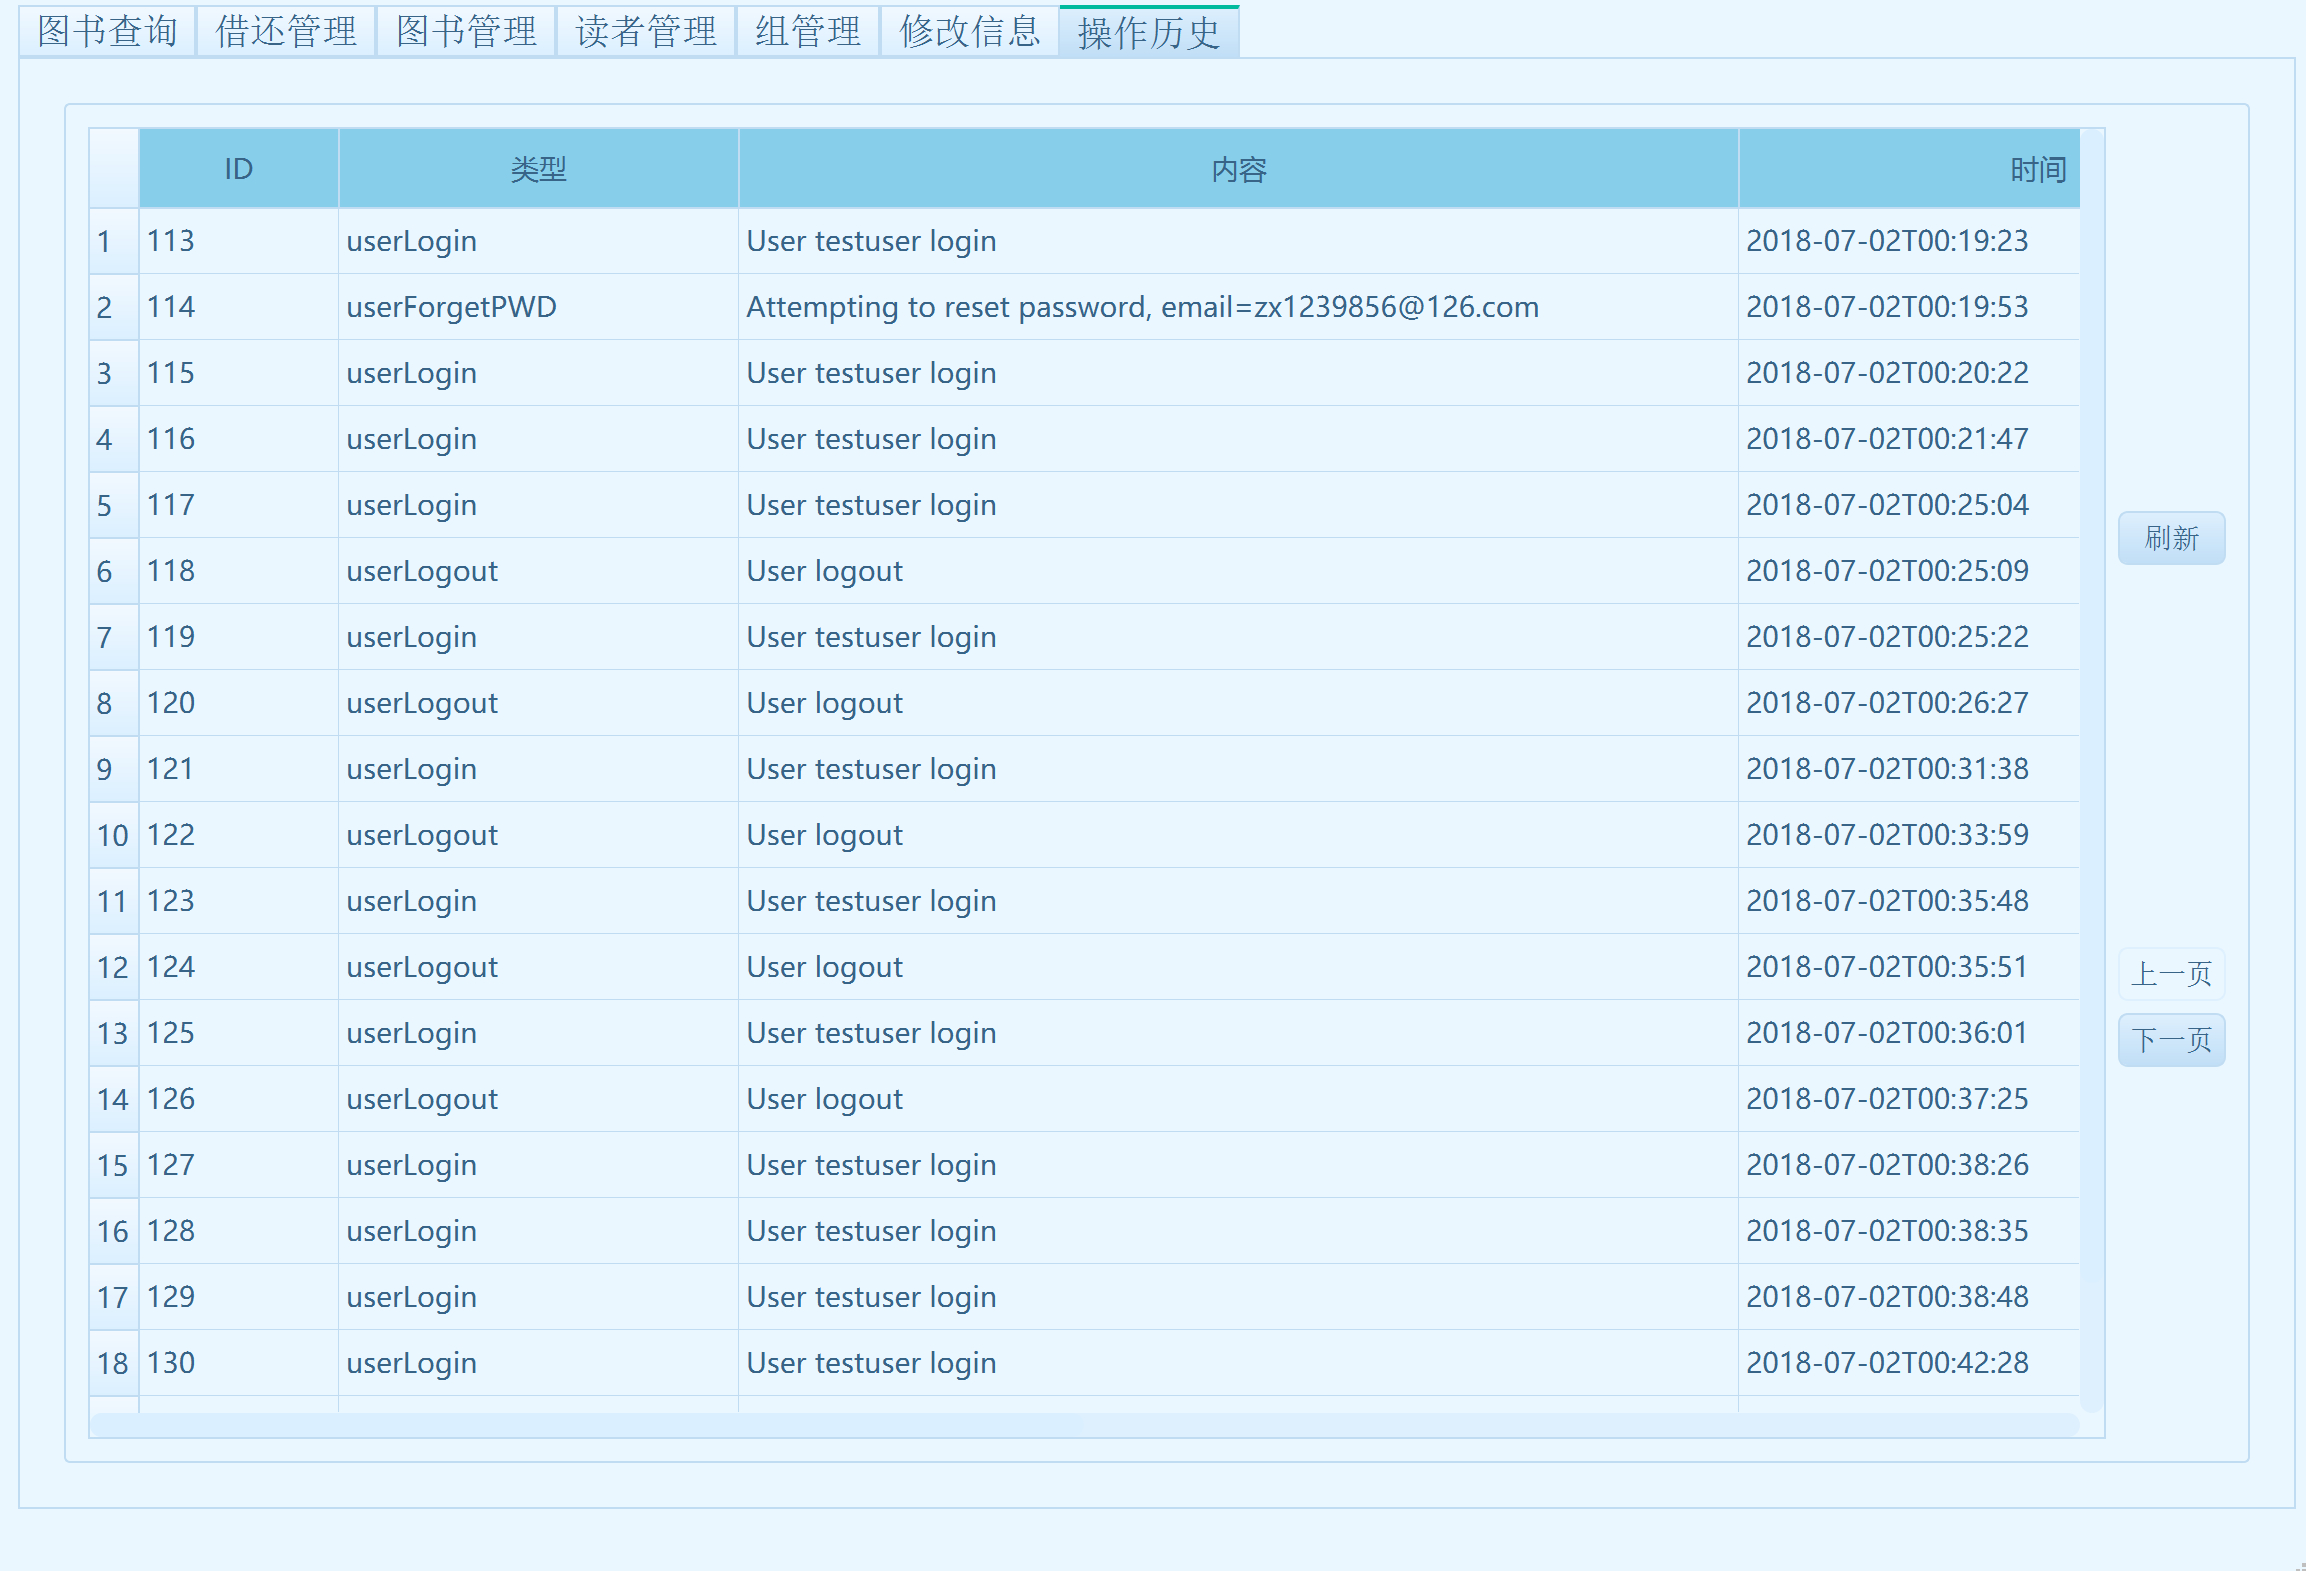 图书查询 借还管理 图书管理 读者管理 组管理 修改信息 操作历史
ID 类型 内容 时间
1 113 userLogin User testuser login 2018-07-02T00:19:23
2 114 userForgetPWD Attempting to reset password, email=zx1239856@126.com 2018-07-02T00:19:53
3 115 userLogin User testuser login 2018-07-02T00:20:22
4 116 userLogin User testuser login 2018-07-02T00:21:47
5 117 userLogin User testuser login 2018-07-02T00:25:04
刷新
6 118 userLogout User logout 2018-07-02T00:25:09
7 119 userLogin User testuser login 2018-07-02T00:25:22
8 120 userLogout User logout 2018-07-02T00:26:27
9 121 userLogin User testuser login 2018-07-02T00:31:38
10 122 userLogout User logout 2018-07-02T00:33:59
11 123 userLogin User testuser login 2018-07-02T00:35:48
12 124 userLogout User logout 2018-07-02T00:35:51
上一页
13 125 userLogin User testuser login 2018-07-02T00:36:01
下一页
14 126 userLogout User logout 2018-07-02T00:37:25
15 127 userLogin User testuser login 2018-07-02T00:38:26
16 128 userLogin User testuser login 2018-07-02T00:38:35
17 129 userLogin User testuser login 2018-07-02T00:38:48
18 130 userLogin User testuser login 2018-07-02T00:42:28